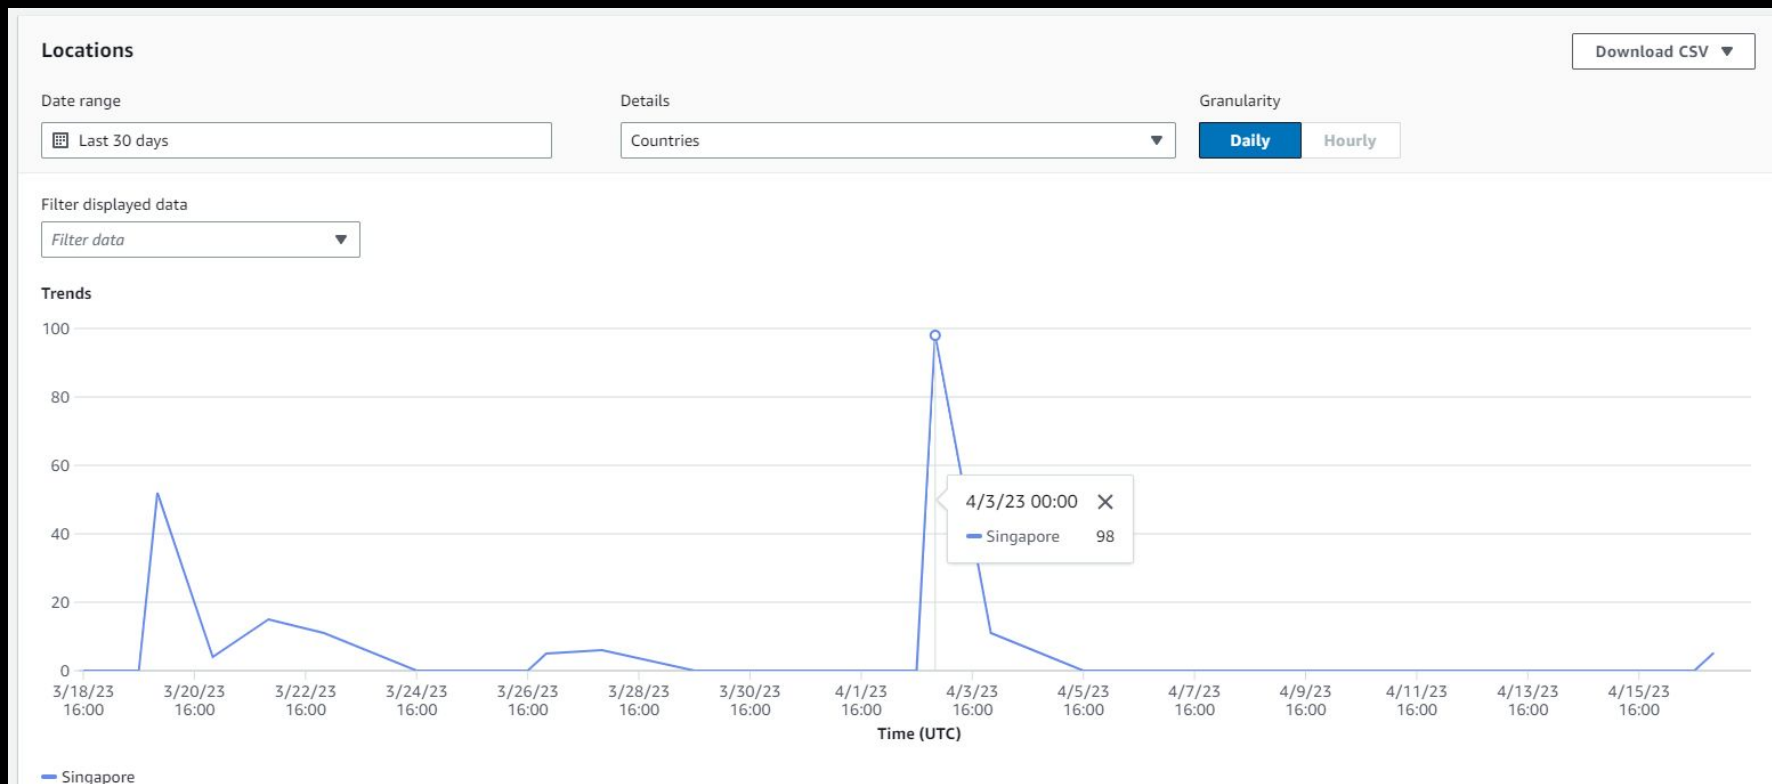 Locations
Download CSV
Date range
Details
Granularity
Last 30 days
Countries
Daily
Hourly
Filter displayed data
Filter data
Trends
100
80
60
40
20
0
4/3/23 00:00
Singapore 98
3/18/23 3/20/23 3/22/23 3/24/23 3/26/23 3/28/23 3/30/23 4/1/23 4/3/23 4/5/23 4/7/23 4/9/23 4/11/23 4/13/23 4/15/23
16:00 16:00 16:00 16:00 16:00 16:00 16:00 16:00 16:00 16:00 16:00 16:00 16:00 16:00 16:00
Time (UTC)
Singapore